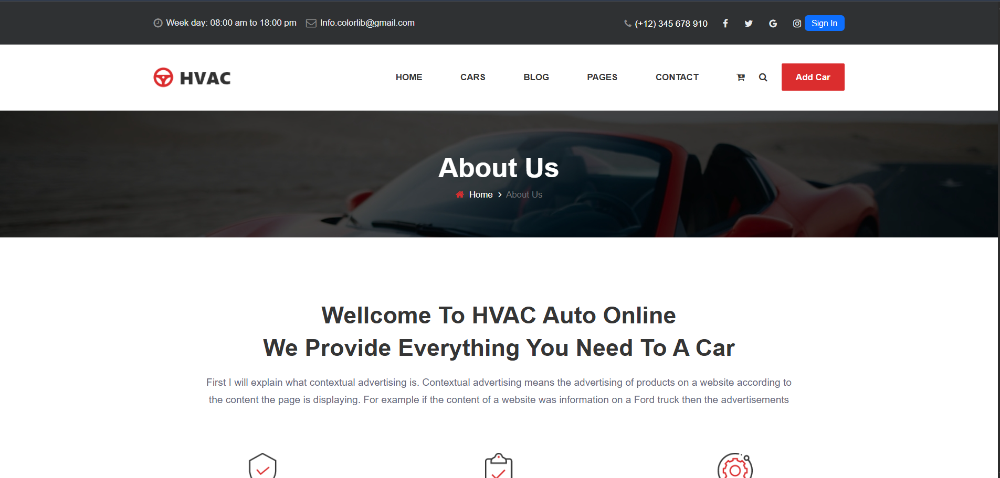 Week day: 08:00 am to 18:00 pm Info.colorlib@gmail.com (+12) 345 678 910 Sign In
HVAC HOME CARS BLOG PAGES CONTACT Add Car
About Us
Home About Us
Wellcome To HVAC Auto Online
We Provide Everything You Need To A Car
First I will explain what contextual advertising is. Contextual advertising means the advertising of products on a website according to
the content the page is displaying. For example if the content of a website was information on a Ford truck then the advertisements